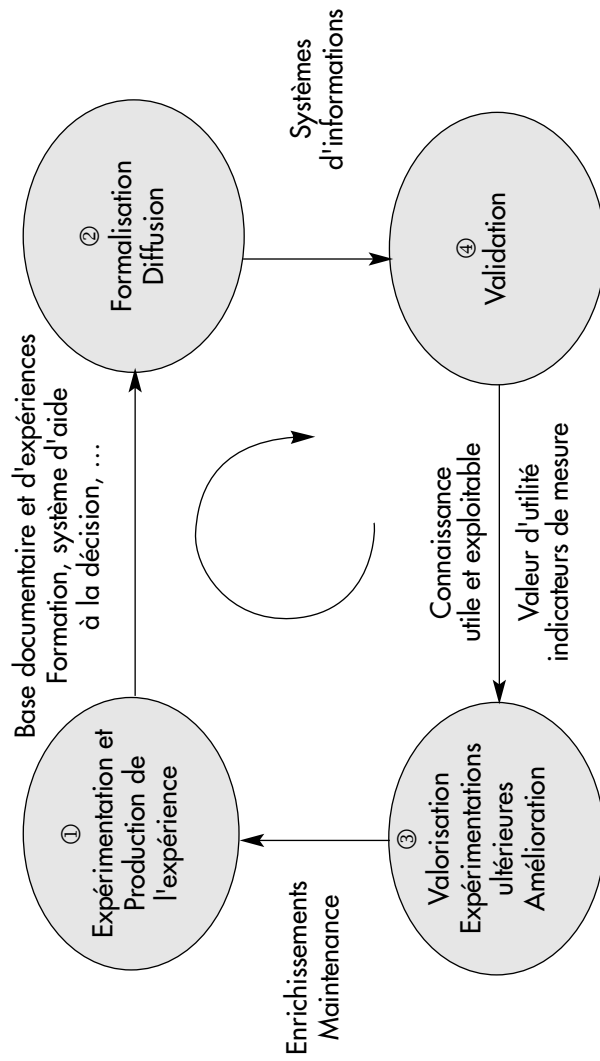 Base documentaire et d'expériences
Formation, système d'aide
à la décision, ...
①
Expérimentation et
Production de
l'expérience
②
Formalisation
Diffusion
Enrichissements
Maintenance
Systèmes
d'informations
Connaissance
utile et exploitable
Valeur d'utilité
indicateurs de mesure
③
Valorisation
Expérimentations
ultérieures
Amélioration
④
Validation